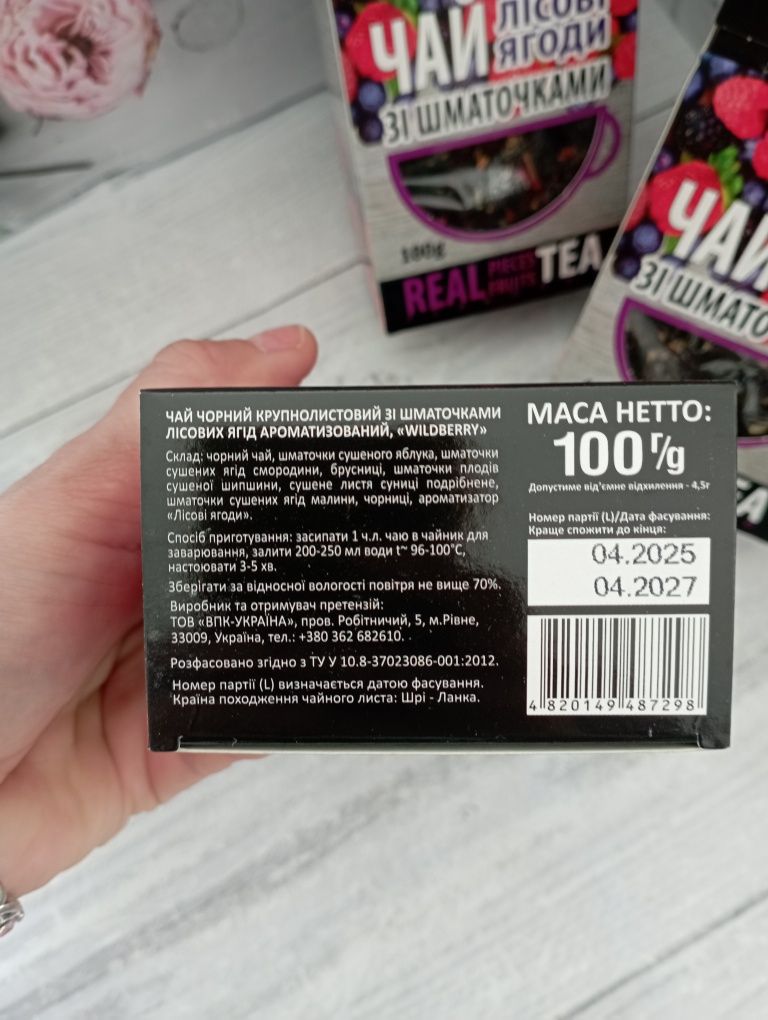 ЧАЙ ЛІСОВІ
ЯГОДИ
ЗІ ШМАТОЧКАМИ
100g
REAL PIECES FRUITS TEA
ЧАЙ
ЗІ ШМАТО
ЧАЙ ЧОРНИЙ КРУПНОЛИСТОВИЙ ЗІ ШМАТОЧКАМИ
ЛІСОВИХ ЯГІД АРОМАТИЗОВАНИЙ, «WILDBERRY»
Склад: чорний чай, шматочки сушеного яблука, шматочки
сушених ягід смородини, брусниці, шматочки плодів
сушеної шипшини, сушене листя суниці подрібнене,
шматочки сушених ягід малини, чорниці, ароматизатор
«Лісові ягоди».
Спосіб приготування: засипати 1 ч.л. чаю в чайник для
заварювання, залити 200-250 мл води t~ 96-100°С,
настоювати 3-5 хв.
Зберігати за відносної вологості повітря не вище 70%.
Виробник та отримувач претензій:
ТОВ «ВПК-УКРАЇНА», пров. Робітничий, 5, м.Рівне,
33009, Україна, тел.: +380 362 682610.
Розфасовано згідно з ТУ У 10.8-37023086-001:2012.
Номер партії (L) визначається датою фасування.
Країна походження чайного листа: Шрі - Ланка.
МАСА НЕТТО:
100 г/g
Допустиме від'ємне відхилення - 4,5г
Номер партії (L)/Дата фасування:
Краще спожити до кінця:
04.2025
04.2027
4 820149 487298